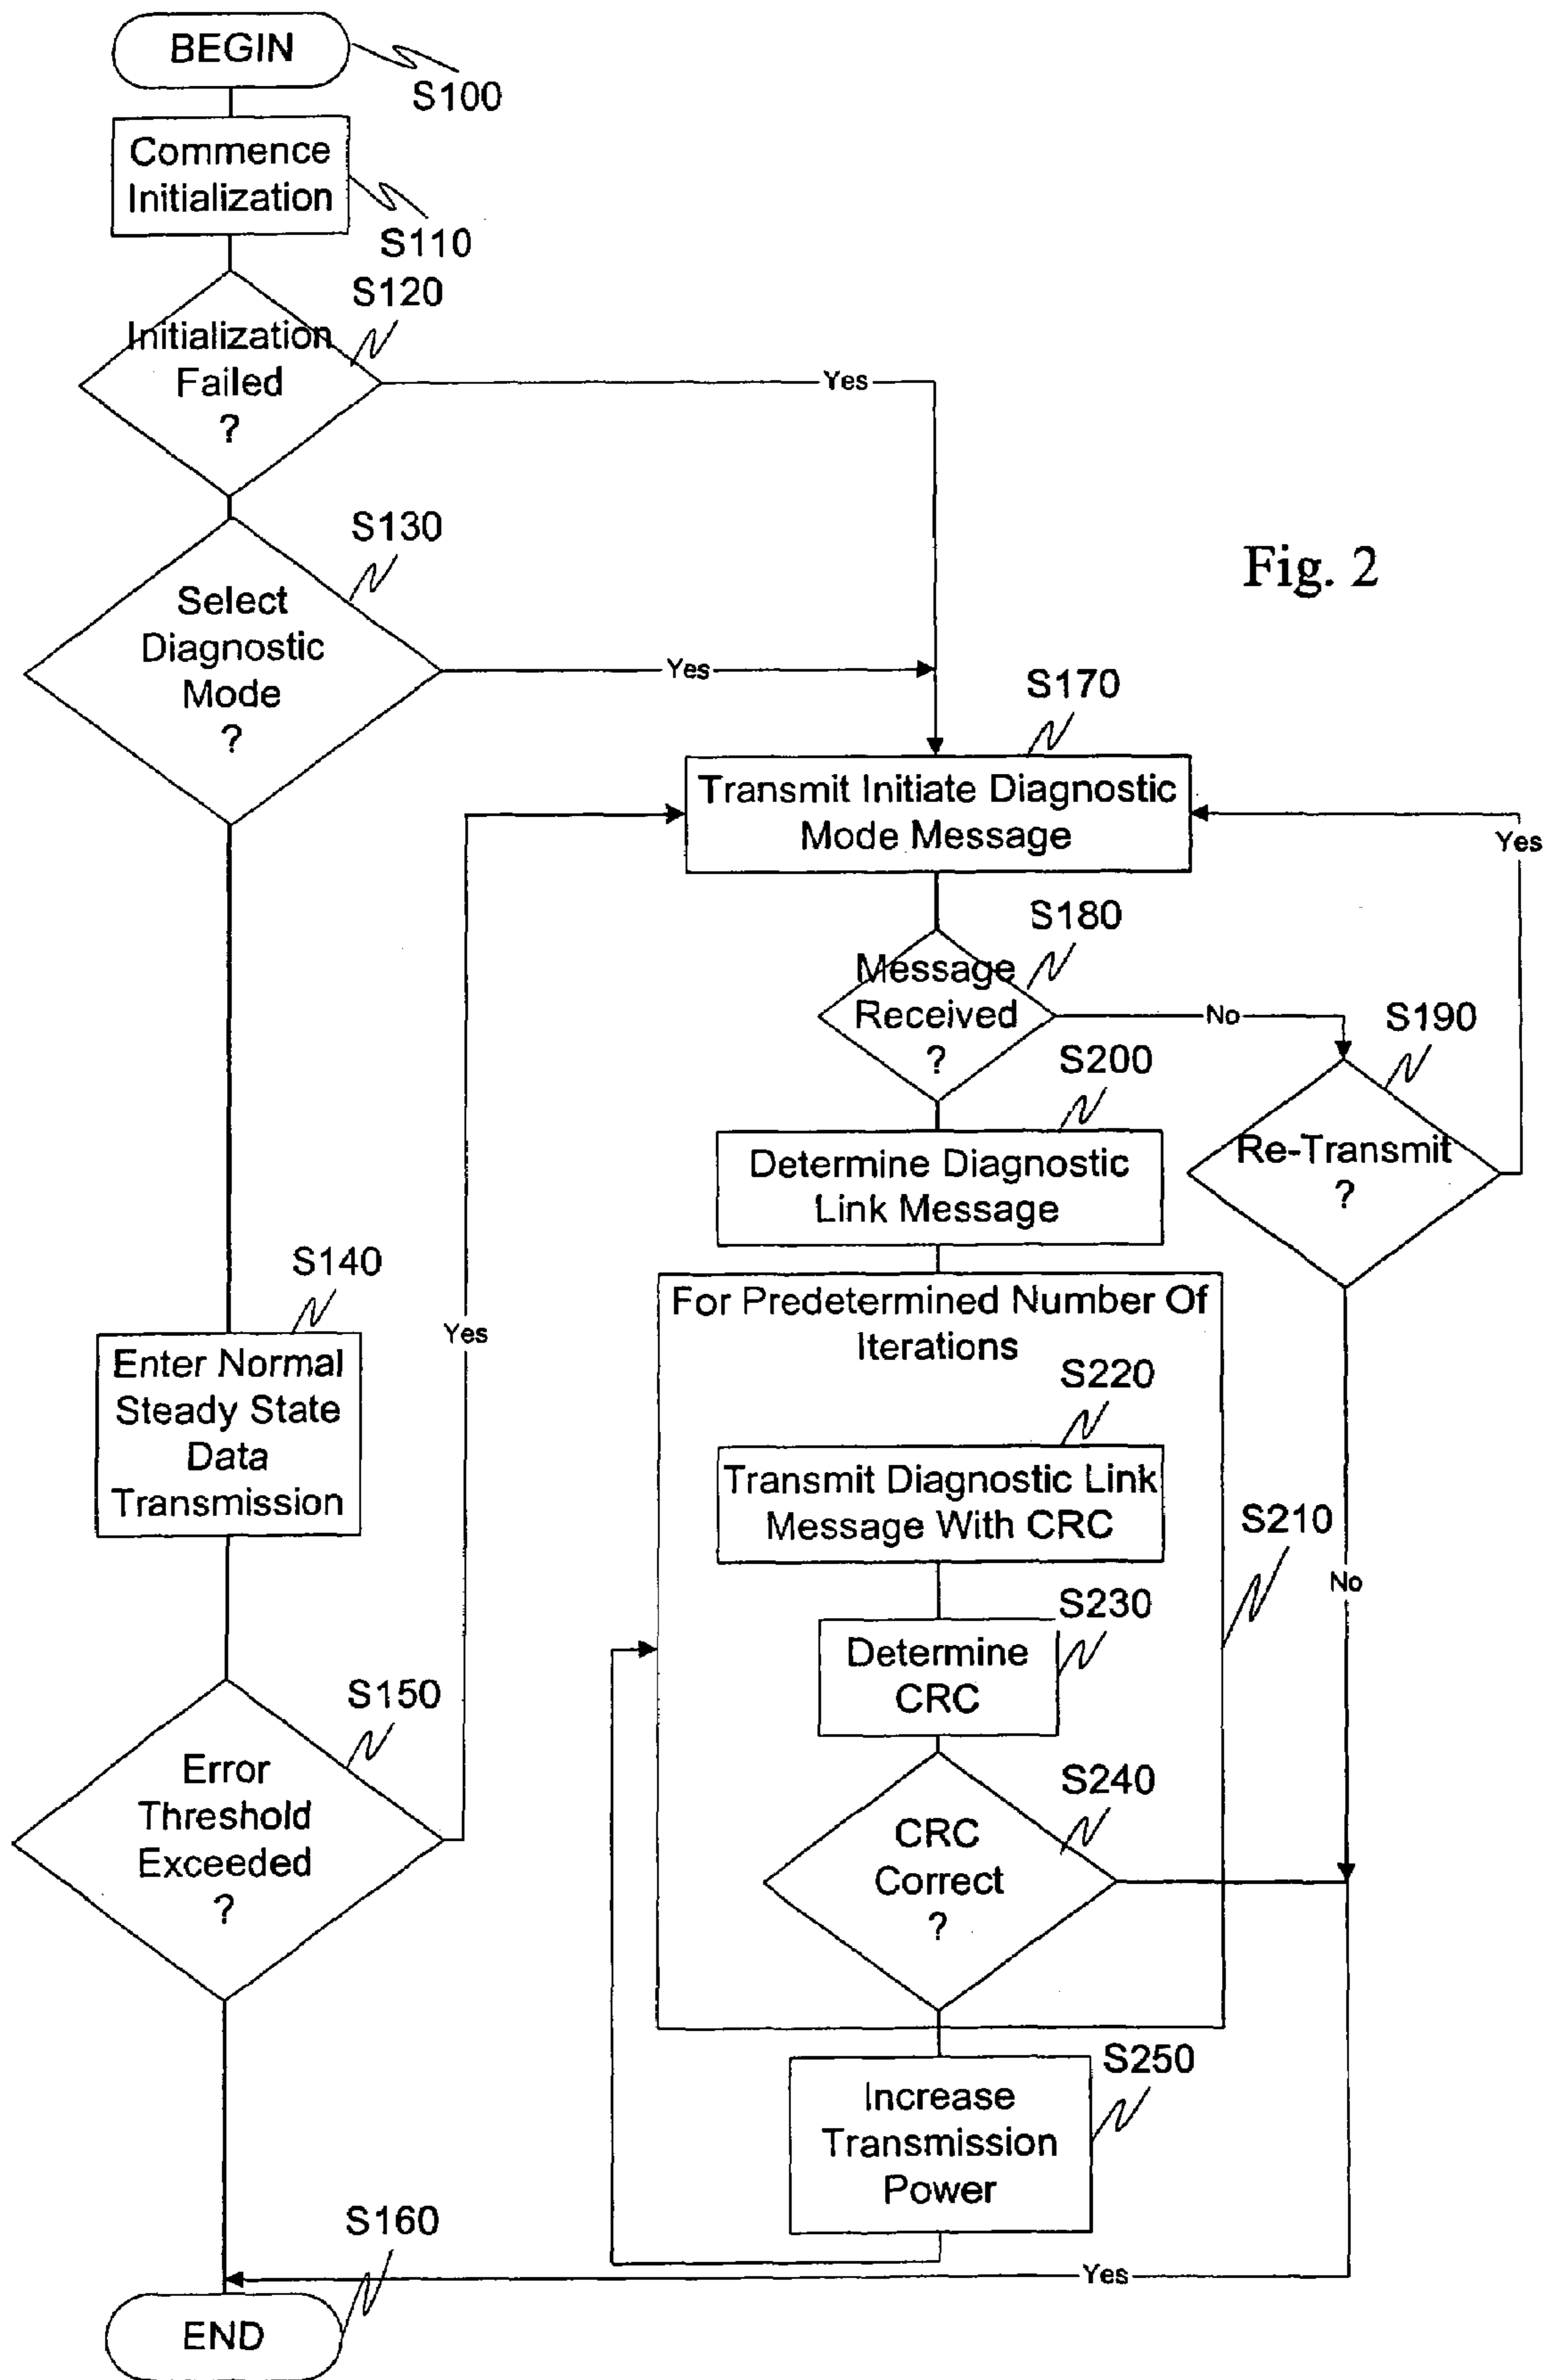 BEGIN
S100
Commence
Initialization
S110
S120
Initialization
Failed
?
Yes
S130
Select
Diagnostic
Mode
?
Yes
Fig. 2
S170
Transmit Initiate Diagnostic
Mode Message
Yes
S180
Message
Received
?
No
S190
Re-Transmit
?
S200
Determine Diagnostic
Link Message
S140
Enter Normal
Steady State
Data
Transmission
Yes
For Predetermined Number Of
Iterations
S220
Transmit Diagnostic Link
Message With CRC
S210
No
S230
Determine
CRC
S150
Error
Threshold
Exceeded
?
S240
CRC
Correct
?
S250
Increase
Transmission
Power
S160
Yes
END